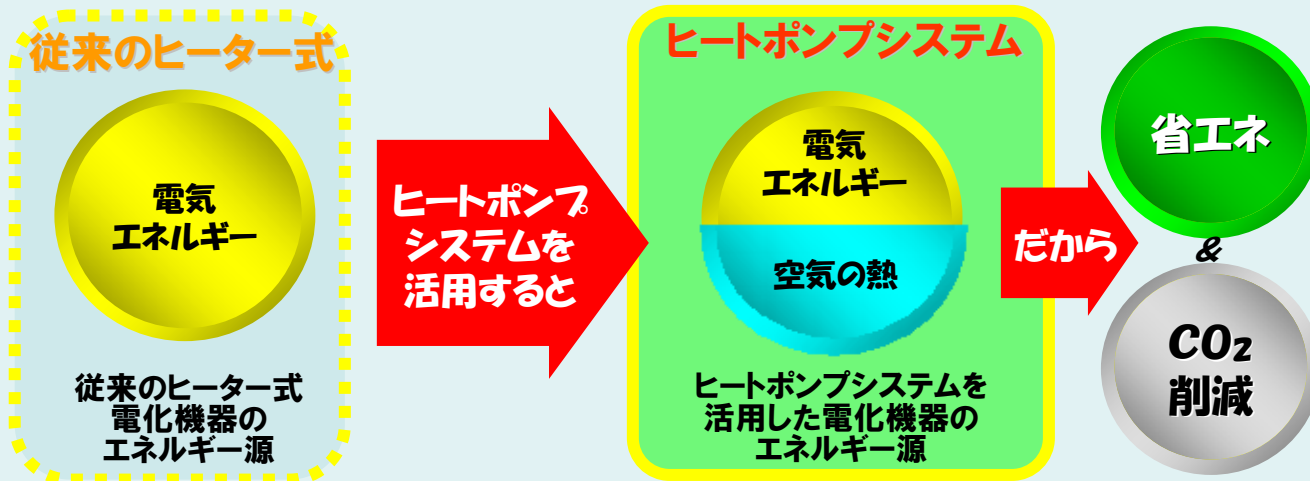 従来のヒーター式
電気
エネルギー
従来のヒーター式
電化機器の
エネルギー源
ヒートポンプ
システムを
活用すると
ヒートポンプシステム
電気
エネルギー
空気の熱
ヒートポンプシステムを
活用した電化機器の
エネルギー源
だから
省エネ
&
CO₂
削減